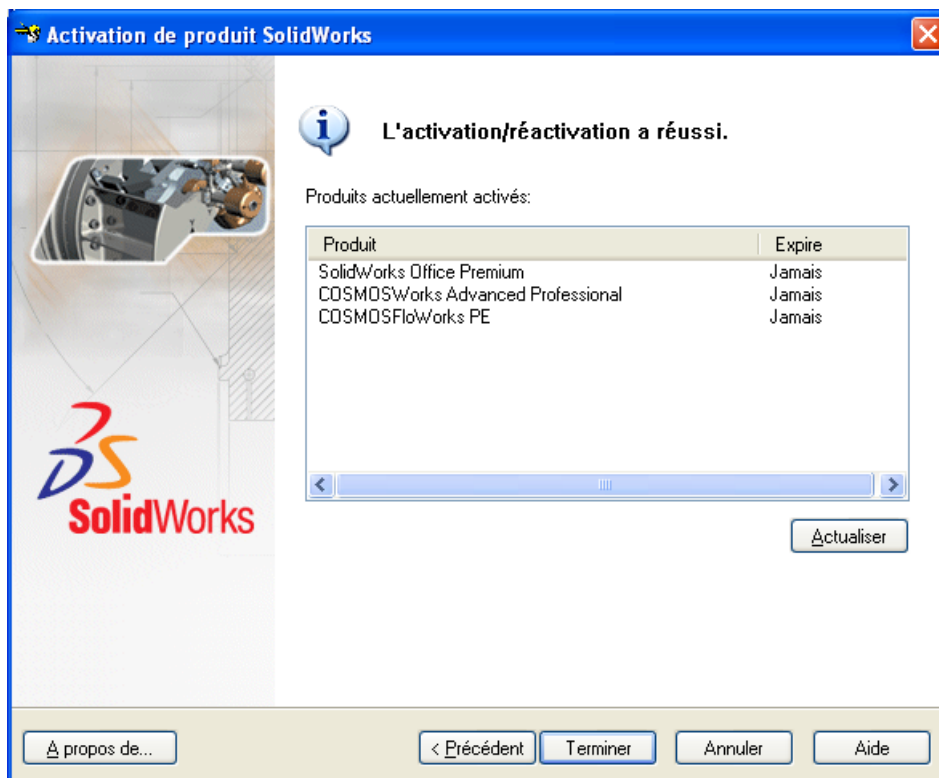 Activation de produit SolidWorks
L'activation/réactivation a réussi.
Produits actuellement activés:
Produit Expire
SolidWorks Office Premium Jamais
COSMOSWorks Advanced Professional Jamais
COSMOSFloWorks PE Jamais
DS
SolidWorks
Actualiser
A propos de... < Précédent Terminer Annuler Aide